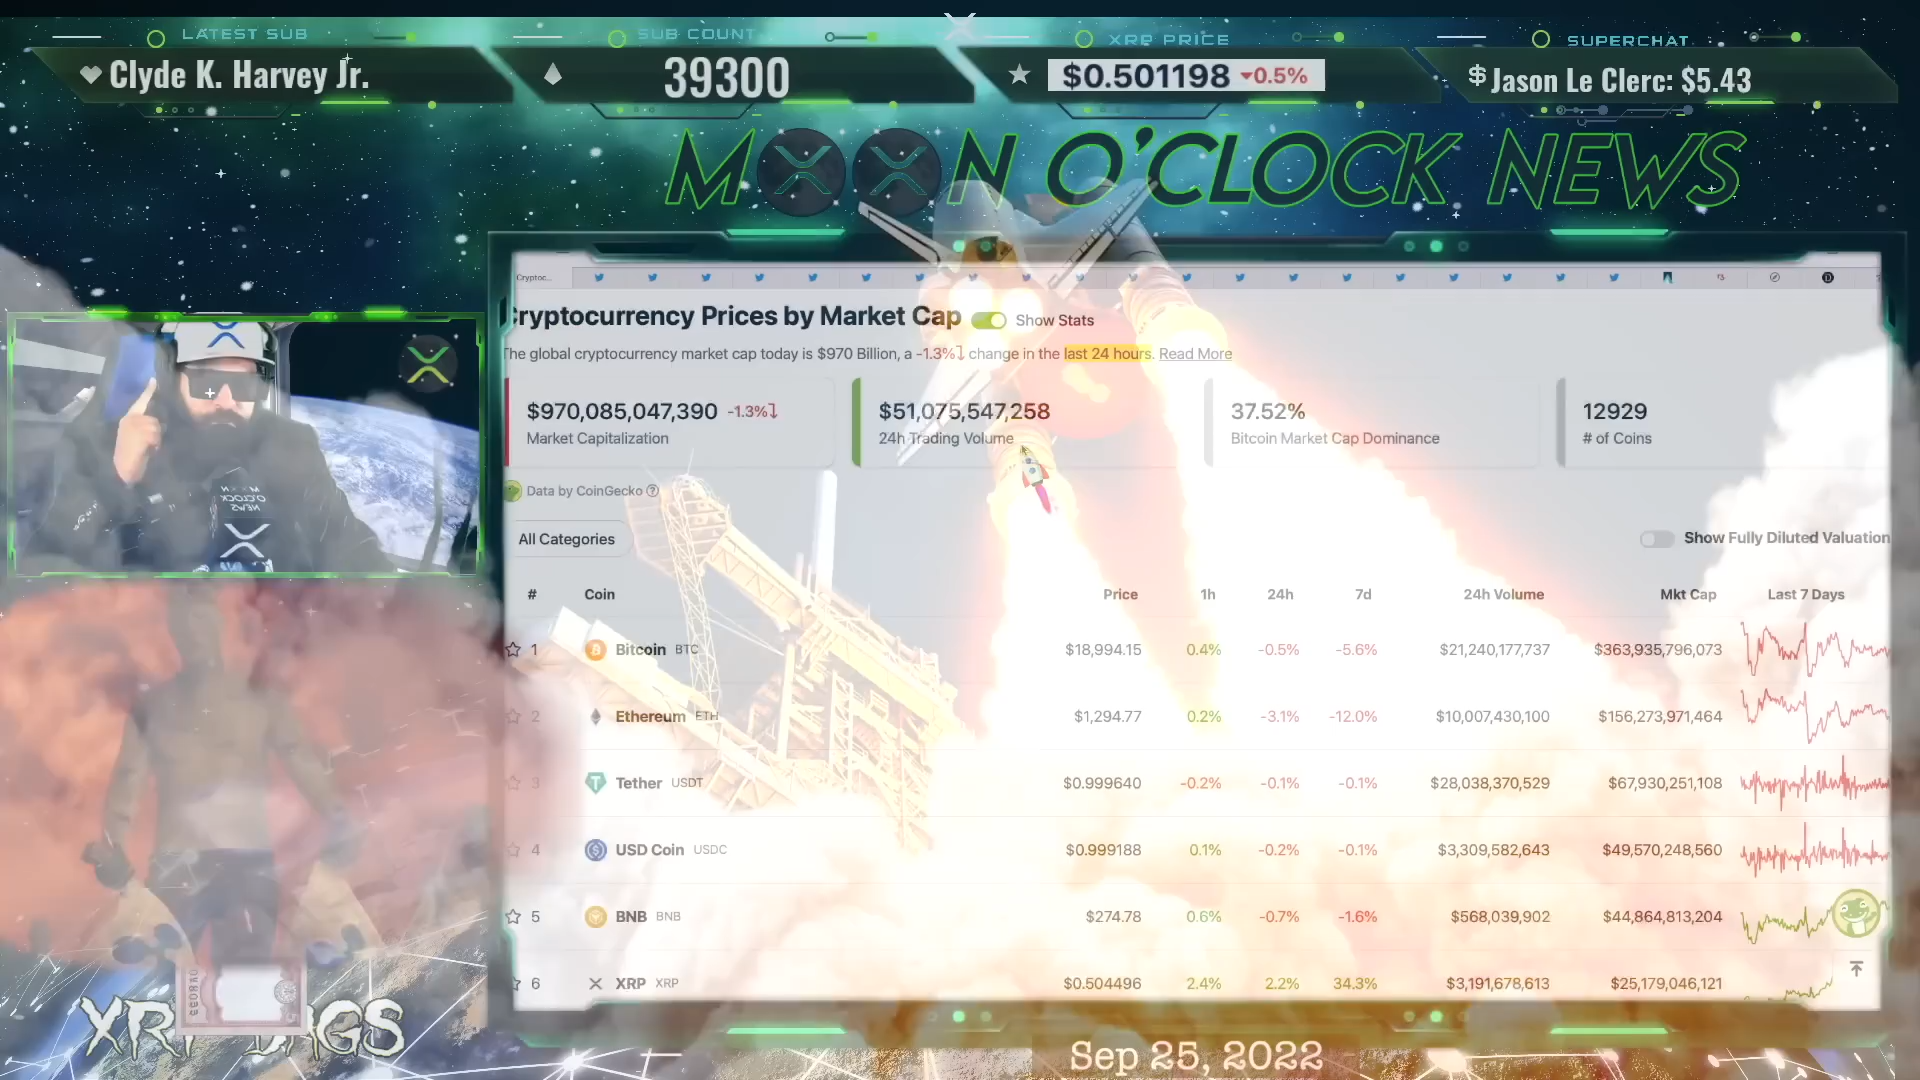 LATEST SUB
SUB COUNT
XRP PRICE
SUPERCHAT
Clyde K. Harvey Jr.
39300
$0.501198 ▾0.5%
$ Jason Le Clerc: $5.43
MOON O'CLOCK NEWS
Cryptoc...
Cryptocurrency Prices by Market Cap
Show Stats
The global cryptocurrency market cap today is $970 Billion, a -1.3% change in the last 24 hours. Read More
$970,085,047,390 -1.3%
Market Capitalization
$51,075,547,258
24h Trading Volume
37.52%
Bitcoin Market Cap Dominance
12929
# of Coins
Data by CoinGecko
All Categories
Show Fully Diluted Valuation
# Coin Price 1h 24h 7d 24h Volume Mkt Cap Last 7 Days
1 Bitcoin BTC $18,994.15 0.4% -0.5% -5.6% $21,240,177,737 $363,935,796,073
2 Ethereum ETH $1,294.77 0.2% -3.1% -12.0% $10,007,430,100 $156,273,971,464
3 Tether USDT $0.999640 -0.2% -0.1% -0.1% $28,038,370,529 $67,930,251,108
4 USD Coin USDC $0.999188 0.1% -0.2% -0.1% $3,309,582,643 $49,570,248,560
5 BNB BNB $274.78 0.6% -0.7% -1.6% $568,039,902 $44,864,813,204
6 XRP XRP $0.504496 2.4% 2.2% 34.3% $3,191,678,613 $25,179,046,121
Sep 25, 2022